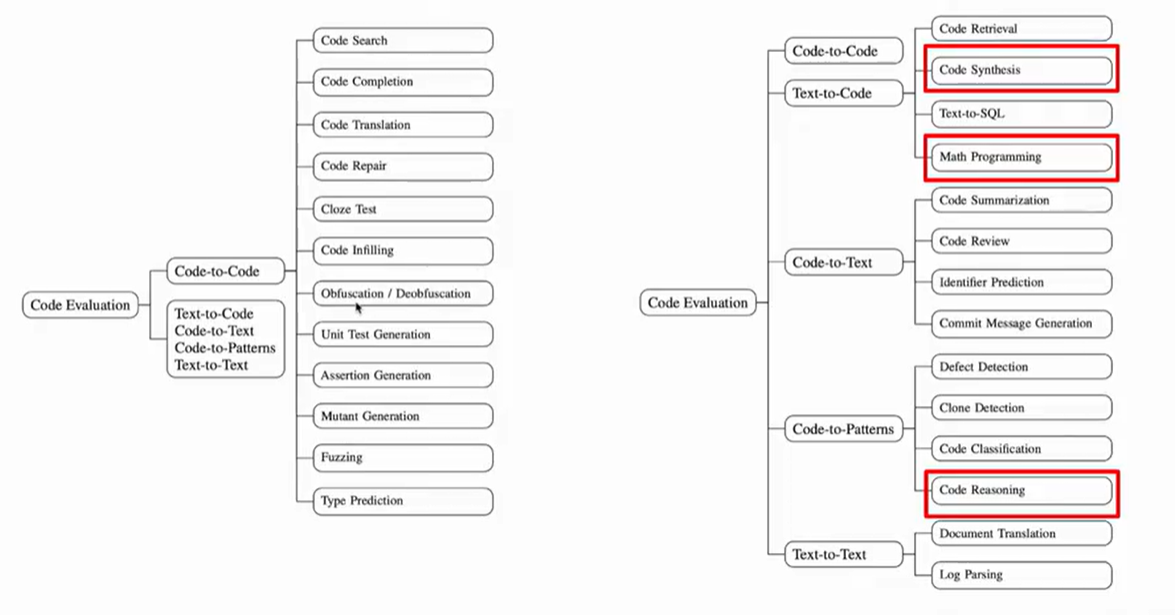 Code Evaluation
Code-to-Code
Text-to-Code
Code-to-Text
Code-to-Patterns
Text-to-Text
Code Search
Code Completion
Code Translation
Code Repair
Cloze Test
Code Infilling
Obfuscation / Deobfuscation
Unit Test Generation
Assertion Generation
Mutant Generation
Fuzzing
Type Prediction
Code Evaluation
Code-to-Code
Text-to-Code
Code Retrieval
Code Synthesis
Text-to-SQL
Math Programming
Code-to-Text
Code Summarization
Code Review
Identifier Prediction
Commit Message Generation
Code-to-Patterns
Defect Detection
Clone Detection
Code Classification
Code Reasoning
Text-to-Text
Document Translation
Log Parsing